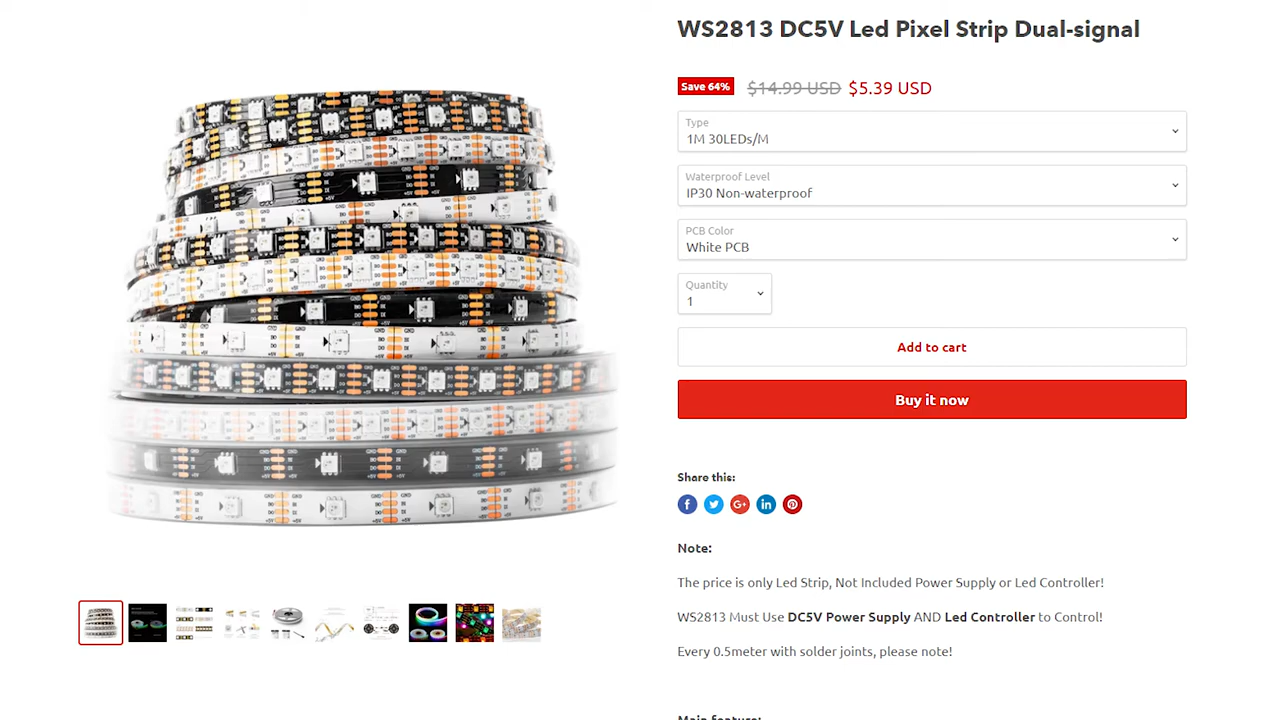 WS2813 DC5V Led Pixel Strip Dual-signal
Save 64% $14.99 USD $5.39 USD
Type
1M 30LEDs/M
Waterproof Level
IP30 Non-waterproof
PCB Color
White PCB
Quantity
1
Add to cart
Buy it now
Share this:
Note:
The price is only Led Strip, Not Included Power Supply or Led Controller!
WS2813 Must Use DC5V Power Supply AND Led Controller to Control!
Every 0.5meter with solder joints, please note!
Main feature: